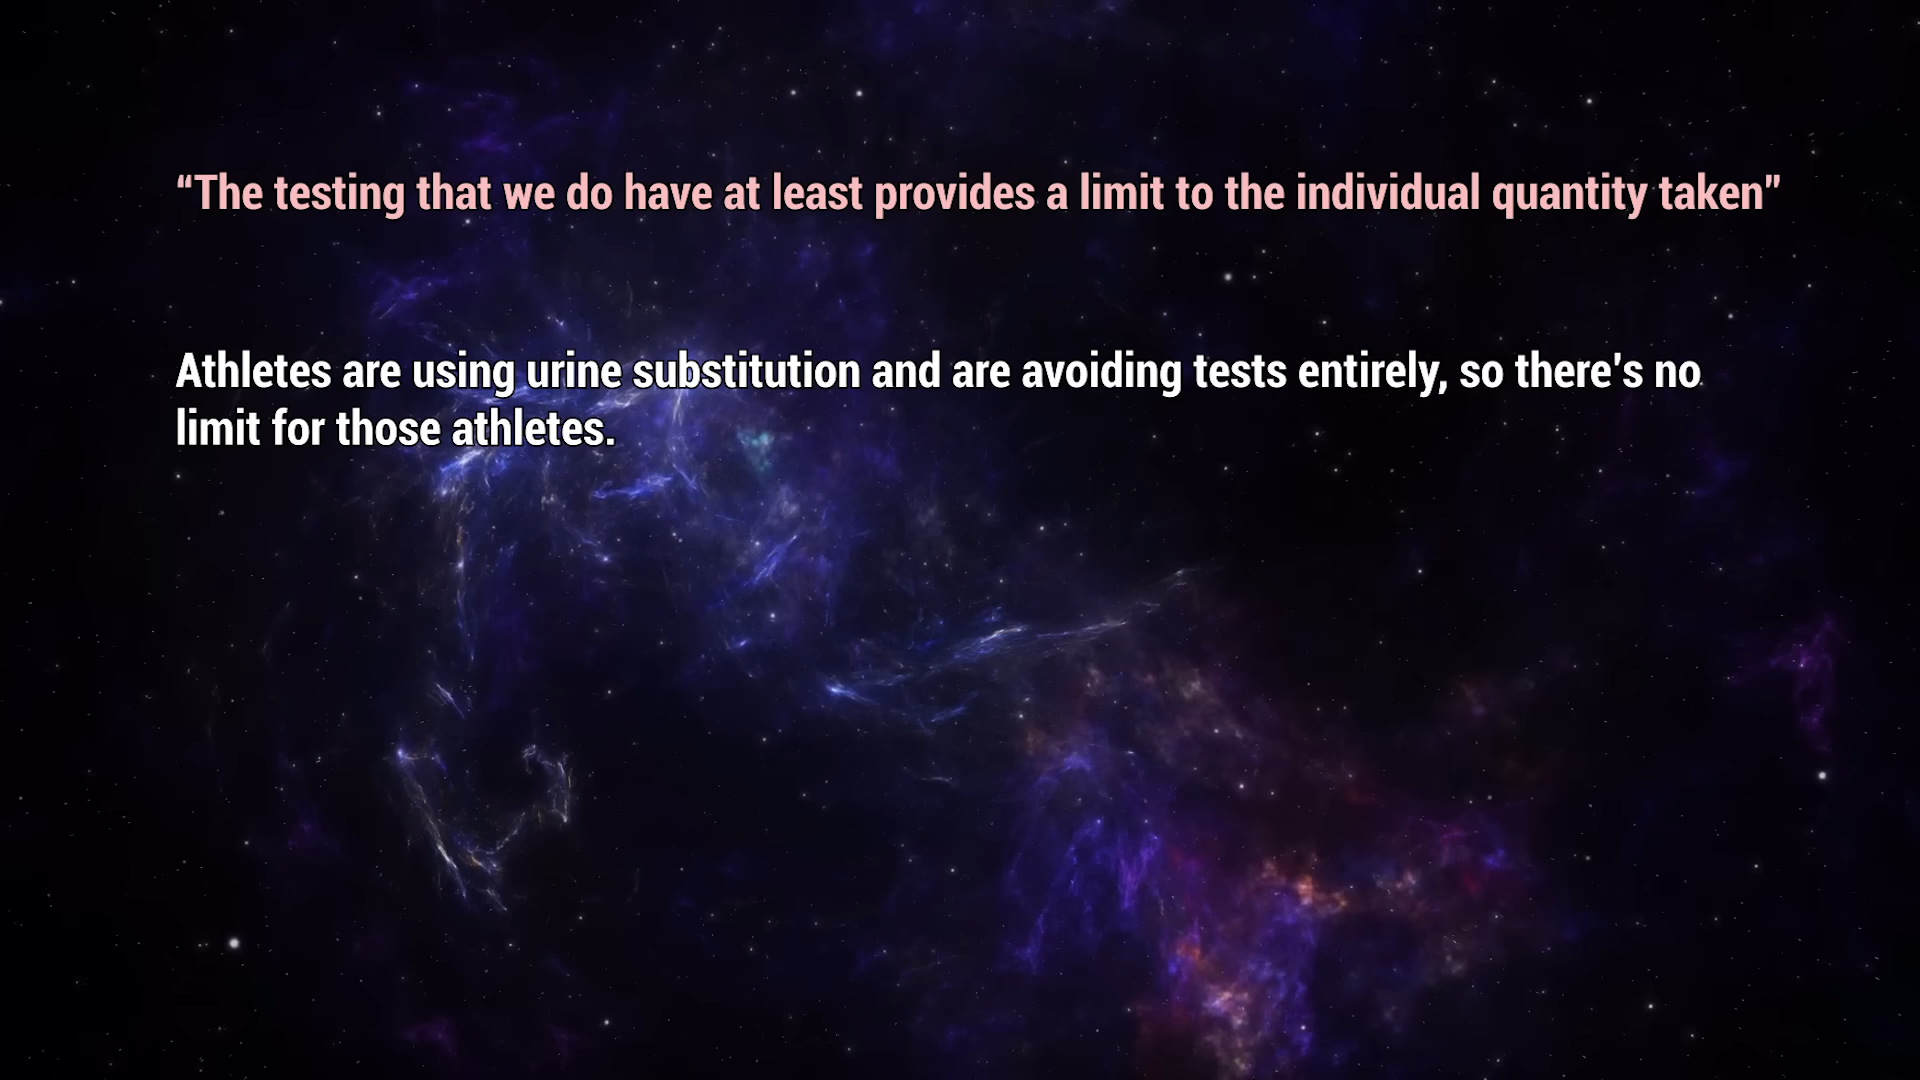 “The testing that we do have at least provides a limit to the individual quantity taken”
Athletes are using urine substitution and are avoiding tests entirely, so there's no
limit for those athletes.